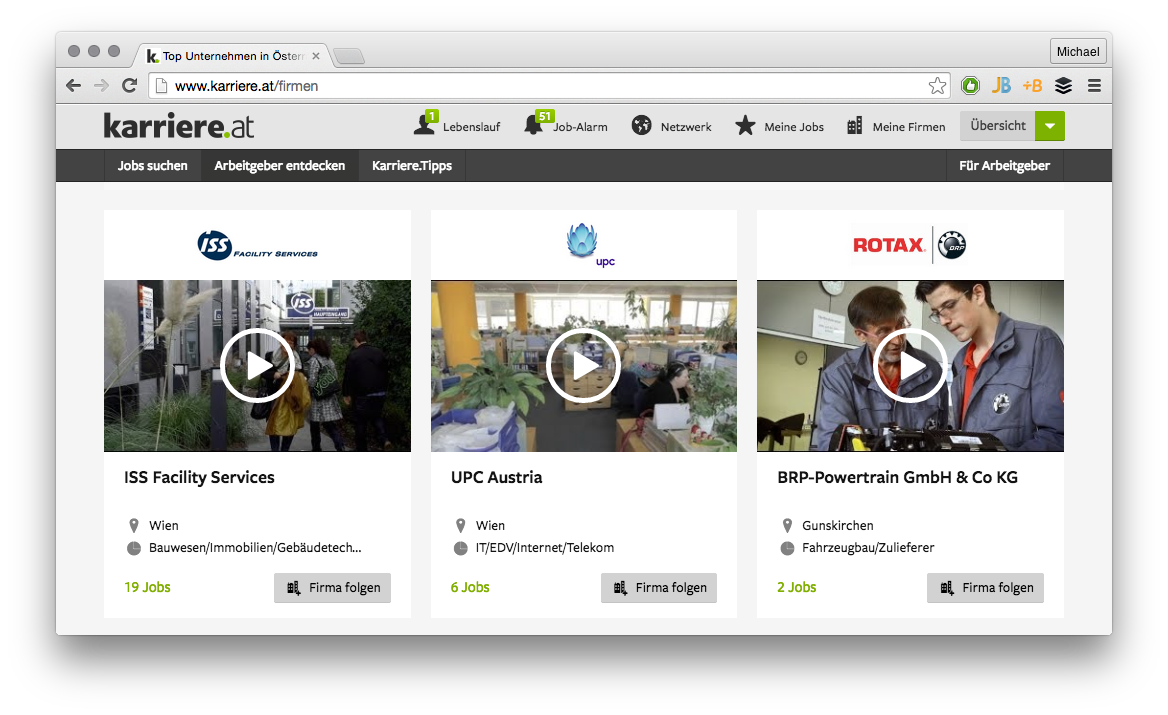 Top Unternehmen in Öster
Michael
www.karriere.at/firmen
JB
÷B
karriere.at
1
Lebenslauf
51
Job-Alarm
Netzwerk
Meine Jobs
Meine Firmen
Übersicht
Jobs suchen
Arbeitgeber entdecken
Karriere.Tipps
Für Arbeitgeber
ISS FACILITY SERVICES
upc
ROTAX
BRP
ISS
HAUPTEINGANG
ISS Facility Services
UPC Austria
BRP-Powertrain GmbH & Co KG
Wien
Wien
Gunskirchen
Bauwesen/Immobilien/Gebäudetech...
IT/EDV/Internet/Telekom
Fahrzeugbau/Zulieferer
19 Jobs
Firma folgen
6 Jobs
Firma folgen
2 Jobs
Firma folgen